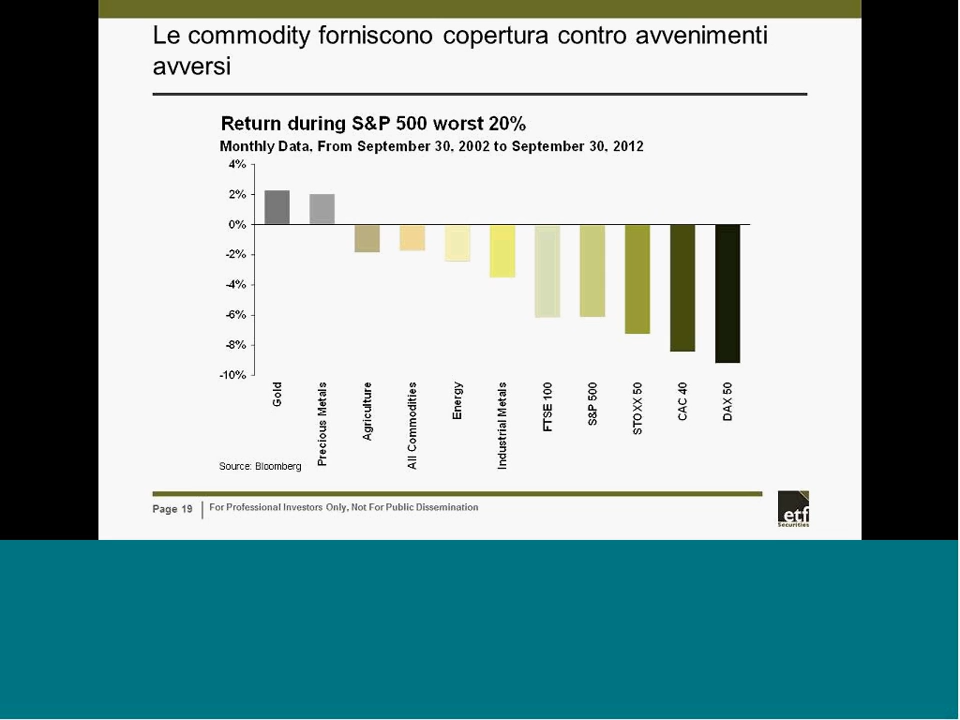 Le commodity forniscono copertura contro avvenimenti
avversi
Return during S&P 500 worst 20%
Monthly Data, From September 30, 2002 to September 30, 2012
4%
2%
0%
-2%
-4%
-6%
-8%
-10%
Gold
Precious Metals
Agriculture
All Commodities
Energy
Industrial Metals
FTSE 100
S&P 500
STOXX 50
CAC 40
DAX 50
Source: Bloomberg
Page 19
For Professional Investors Only, Not For Public Dissemination
etf
Securities